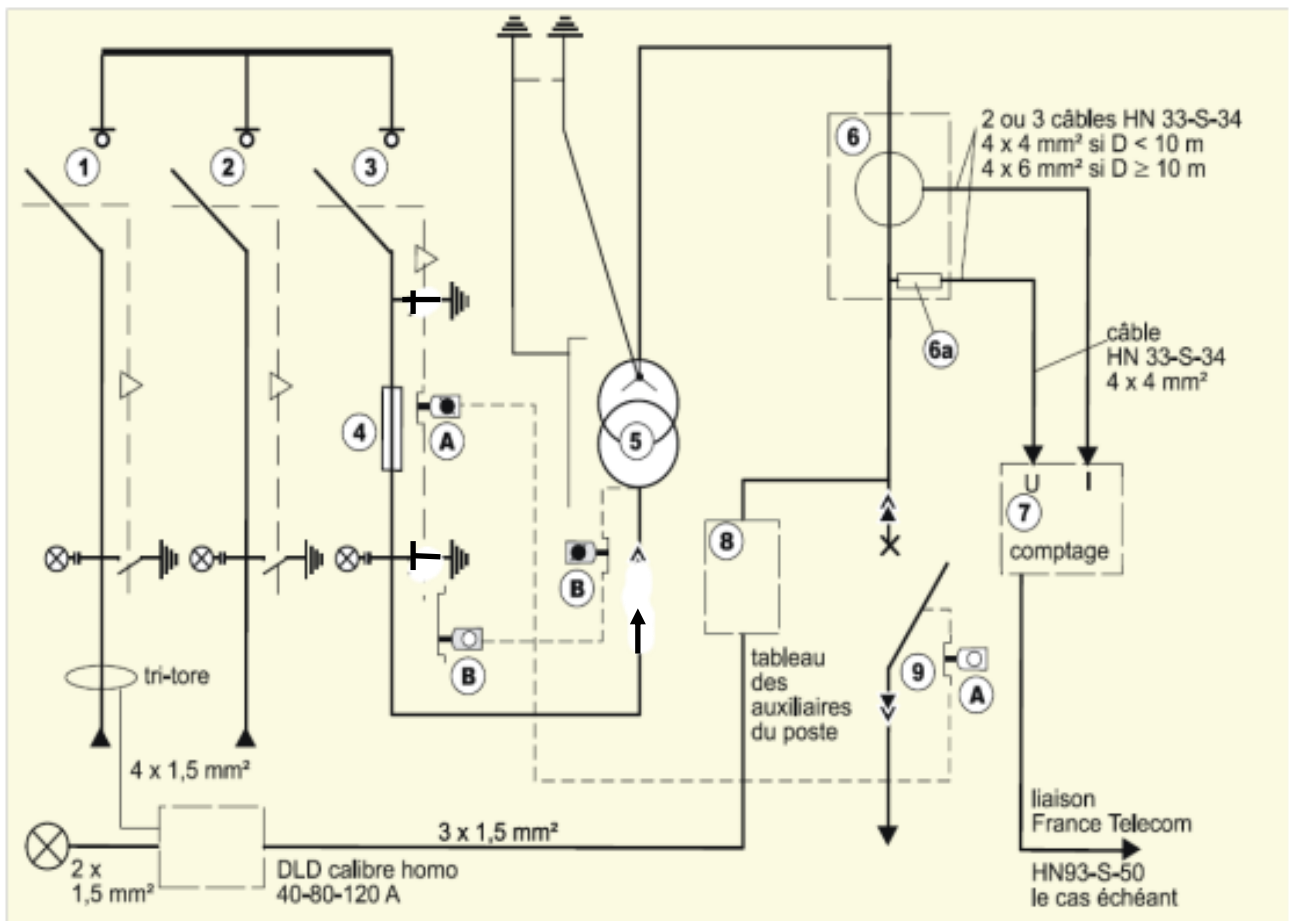 2 ou 3 câbles HN 33-S-34
4 x 4 mm² si D < 10 m
4 x 6 mm² si D ≥ 10 m
1
2
3
6
6a
câble
HN 33-S-34
4 x 4 mm²
4
A
5
U
I
7
comptage
8
B
B
9
A
tri-tore
tableau
des
auxiliaires
du poste
4 x 1,5 mm²
3 x 1,5 mm²
2 x
1,5 mm²
DLD calibre homo
40-80-120 A
liaison
France Telecom
HN93-S-50
le cas échéant